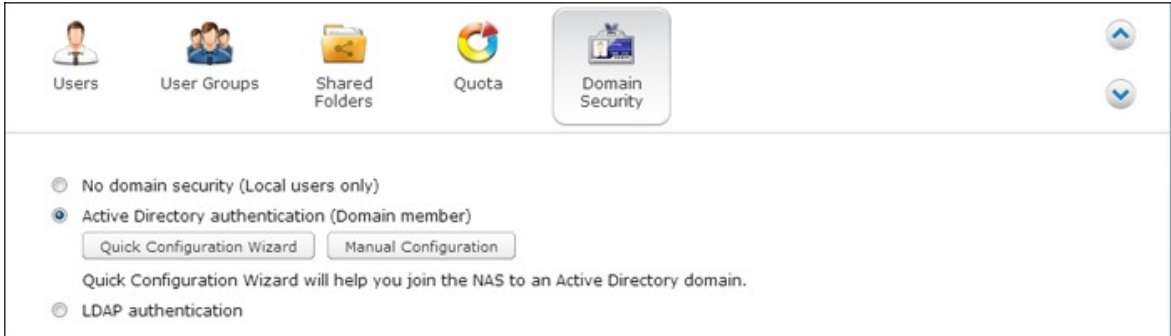 Users
User Groups
Shared
Folders
Quota
Domain
Security
No domain security (Local users only)
Active Directory authentication (Domain member)
Quick Configuration Wizard
Manual Configuration
Quick Configuration Wizard will help you join the NAS to an Active Directory domain.
LDAP authentication